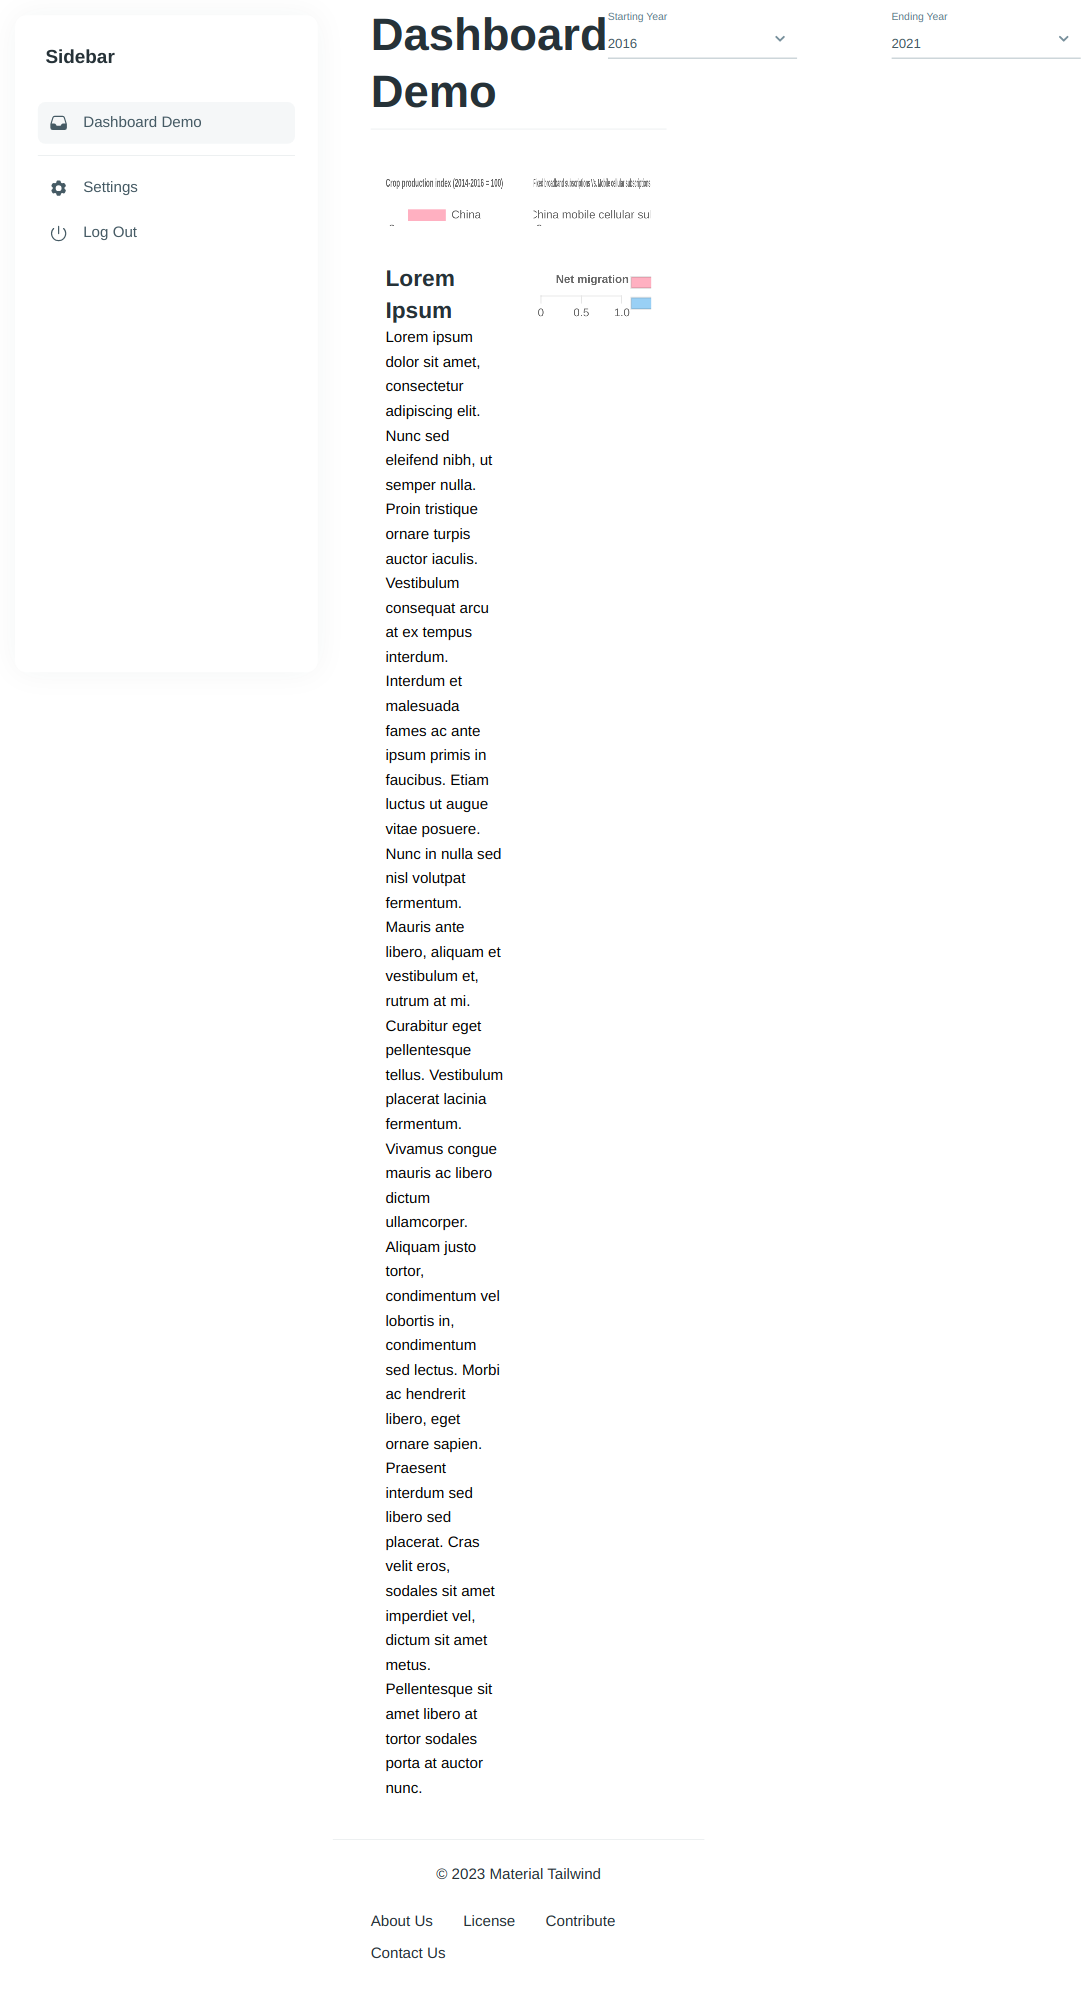 Sidebar
Dashboard Demo
Settings
Log Out
Dashboard
Demo
Starting Year
2016
Ending Year
2021
Crop production index (2014-2016 = 100)
China
Fixed broadband subscriptions Vs. Mobile cellular subscriptions
China mobile cellular su
Lorem
Ipsum
Lorem ipsum
dolor sit amet,
consectetur
adipiscing elit.
Nunc sed
eleifend nibh, ut
semper nulla.
Proin tristique
ornare turpis
auctor iaculis.
Vestibulum
consequat arcu
at ex tempus
interdum.
Interdum et
malesuada
fames ac ante
ipsum primis in
faucibus. Etiam
luctus ut augue
vitae posuere.
Nunc in nulla sed
nisl volutpat
fermentum.
Mauris ante
libero, aliquam et
vestibulum et,
rutrum at mi.
Curabitur eget
pellentesque
tellus. Vestibulum
placerat lacinia
fermentum.
Vivamus congue
mauris ac libero
dictum
ullamcorper.
Aliquam justo
tortor,
condimentum vel
lobortis in,
condimentum
sed lectus. Morbi
ac hendrerit
libero, eget
ornare sapien.
Praesent
interdum sed
libero sed
placerat. Cras
velit eros,
sodales sit amet
imperdiet vel,
dictum sit amet
metus.
Pellentesque sit
amet libero at
tortor sodales
porta at auctor
nunc.
Net migration
0 0.5 1.0
© 2023 Material Tailwind
About Us License Contribute
Contact Us